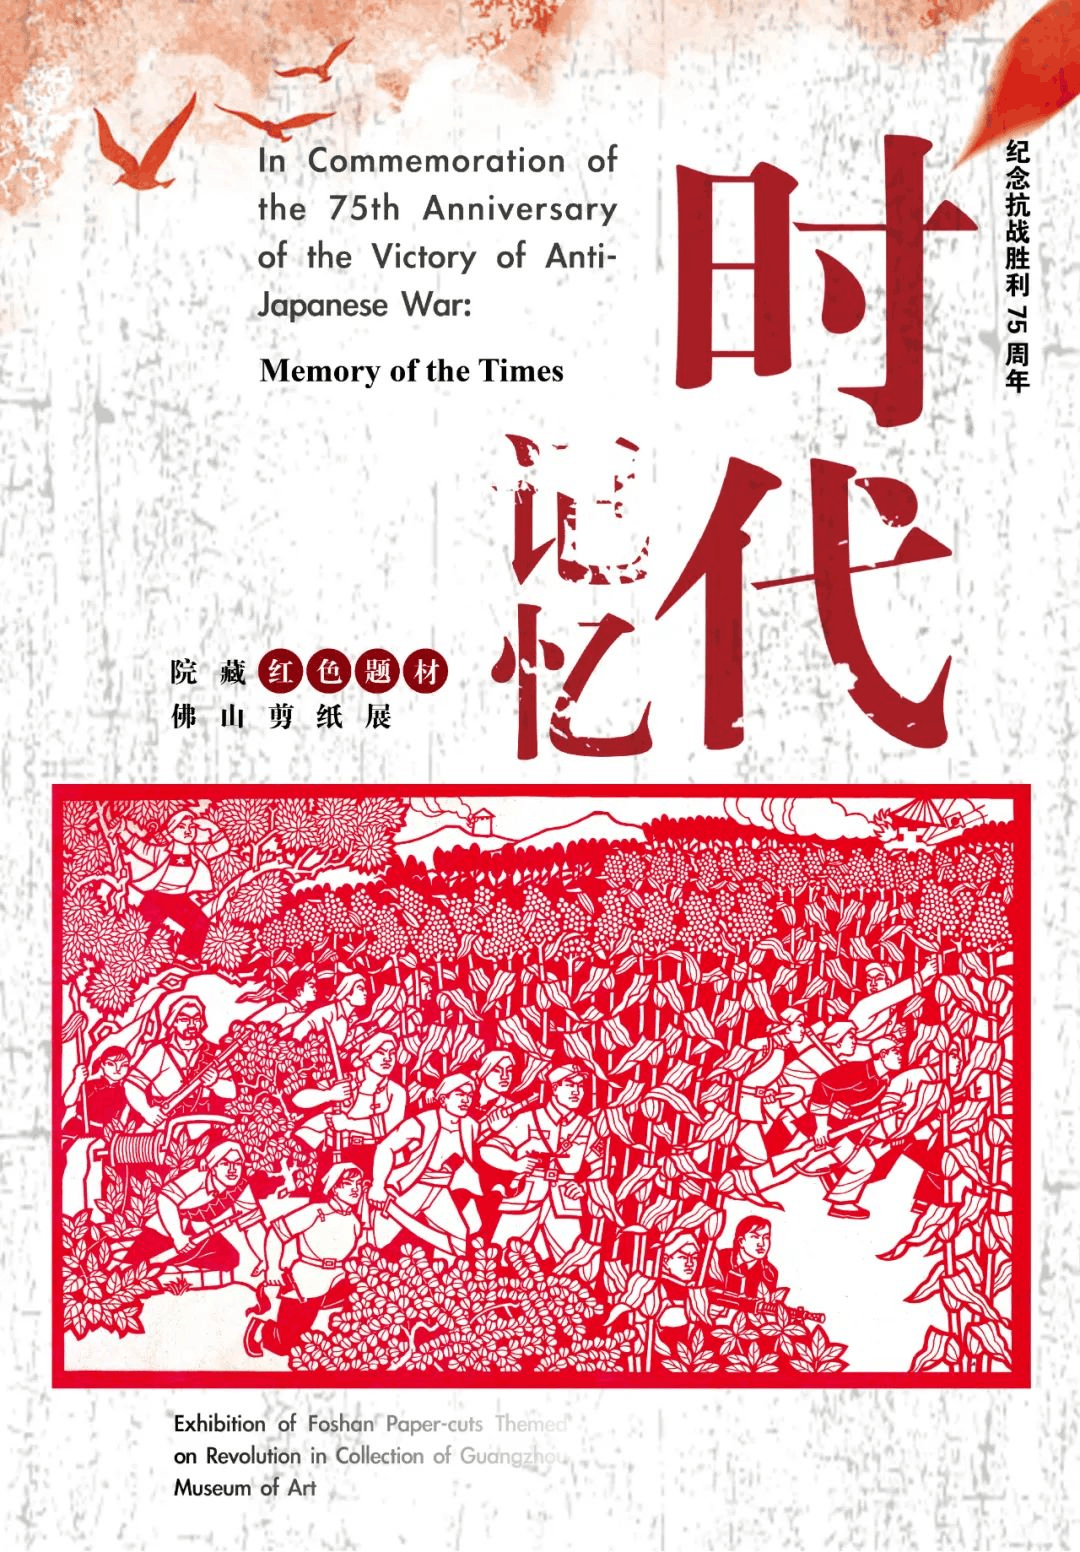 纪念抗战胜利75周年
时代
记忆
In Commemoration of
the 75th Anniversary
of the Victory of Anti-
Japanese War:
Memory of the Times
院藏红色题材
佛山剪纸展
Exhibition of Foshan Paper-cuts Themed
on Revolution in Collection of Guangzhou
Museum of Art